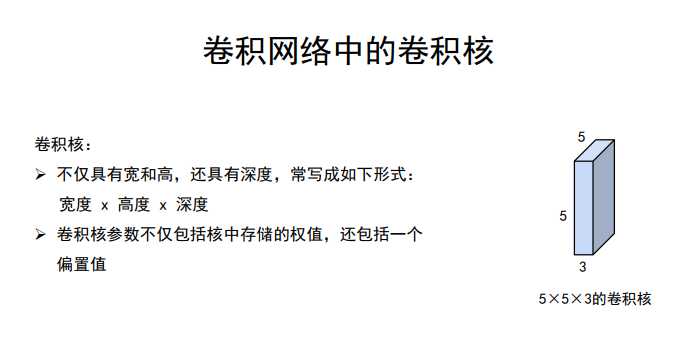 卷积网络中的卷积核
卷积核：
➢ 不仅具有宽和高，还具有深度，常写成如下形式：
宽度 x 高度 x 深度
➢ 卷积核参数不仅包括核中存储的权值，还包括一个
偏置值
5
5
3
5×5×3的卷积核